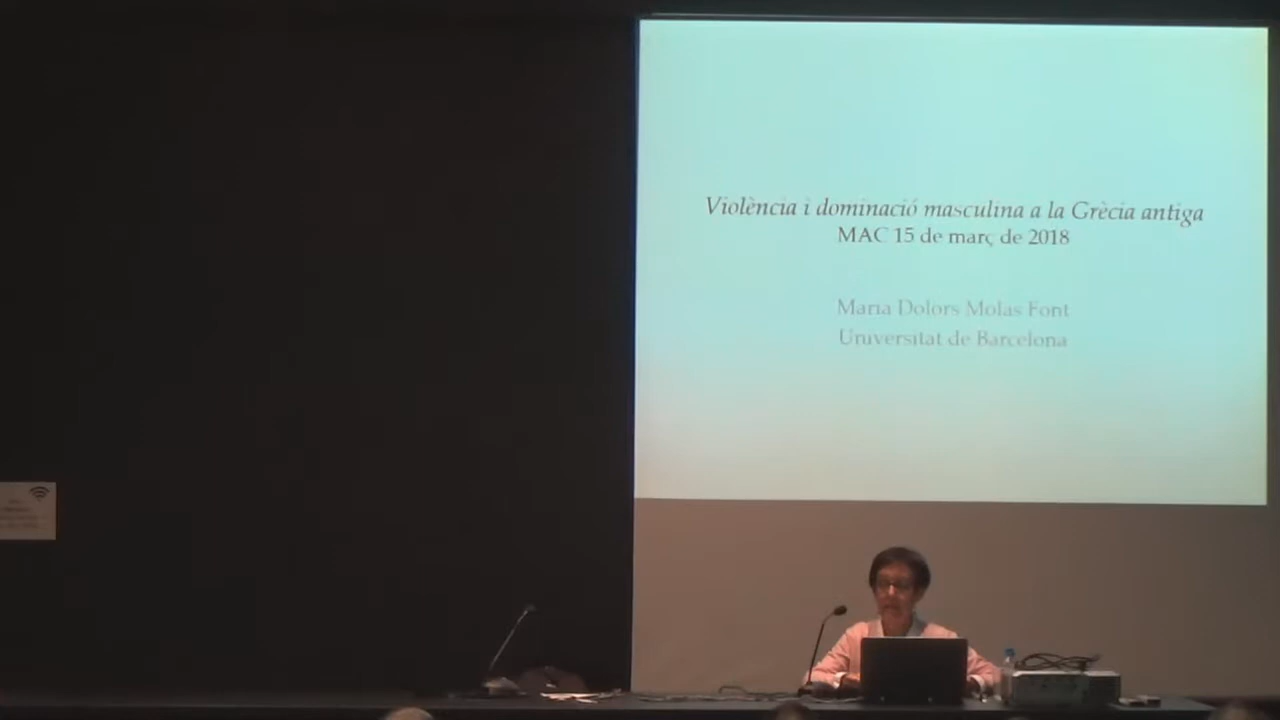 Violència i dominació masculina a la Grècia antiga
MAC 15 de març de 2018
Maria Dolors Molas Font
Universitat de Barcelona